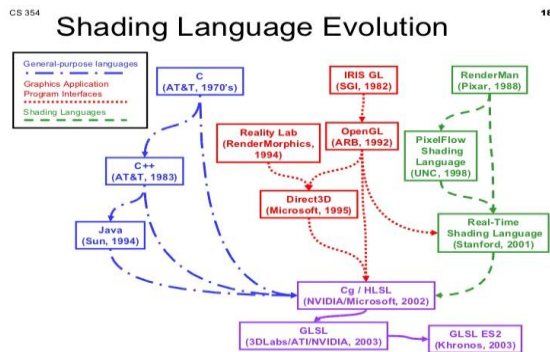 CS 354
18
Shading Language Evolution
General-purpose languages
Graphics Application
Program Interfaces
Shading Languages
C
(AT&T, 1970's)
IRIS GL
(SGI, 1982)
RenderMan
(Pixar, 1988)
Reality Lab
(RenderMorphics,
1994)
OpenGL
(ARB, 1992)
PixelFlow
Shading
Language
(UNC, 1998)
C++
(AT&T, 1983)
Direct3D
(Microsoft, 1995)
Java
(Sun, 1994)
Real-Time
Shading Language
(Stanford, 2001)
Cg / HLSL
(NVIDIA/Microsoft, 2002)
GLSL
(3DLabs/ATI/NVIDIA, 2003)
GLSL ES2
(Khronos, 2003)